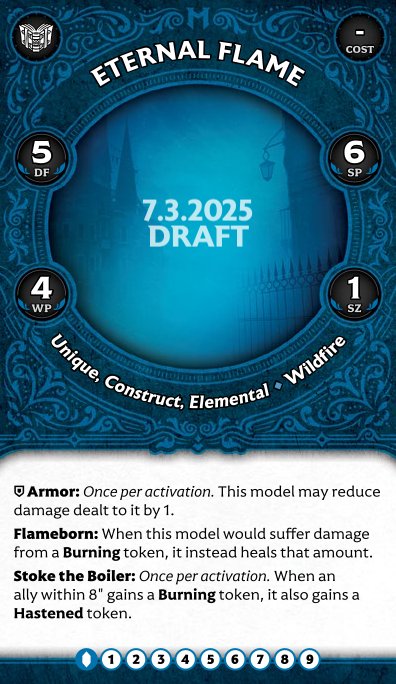 ETERNAL FLAME
-
COST
5
DF
6
SP
7.3.2025
DRAFT
4
WP
1
SZ
Unique, Construct, Elemental ◆ Wildfire
Armor: Once per activation. This model may reduce
damage dealt to it by 1.
Flameborn: When this model would suffer damage
from a Burning token, it instead heals that amount.
Stoke the Boiler: Once per activation. When an
ally within 8" gains a Burning token, it also gains a
Hastened token.
1 2 3 4 5 6 7 8 9